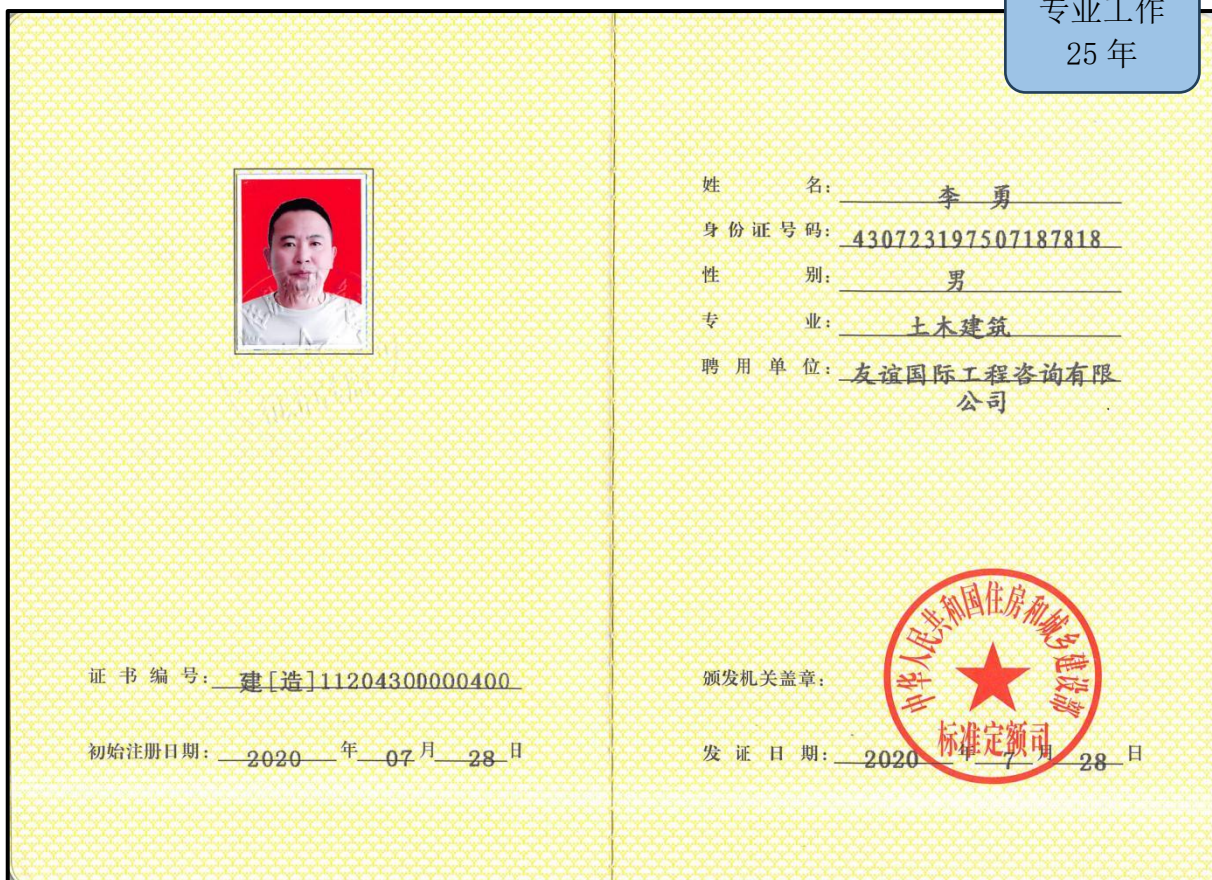 专业工作
25 年
姓名: 李 勇
身份证号码: 430723197507187818
性别: 男
专业: 土木建筑
聘用单位: 友谊国际工程咨询有限
公司
证书编号: 建[造]11204300000400
初始注册日期: 2020 年 07 月 28 日
颁发机关盖章:
中华人民共和国住房和城乡建设部
标准定额司
发证日期: 2020 年 7 月 28 日